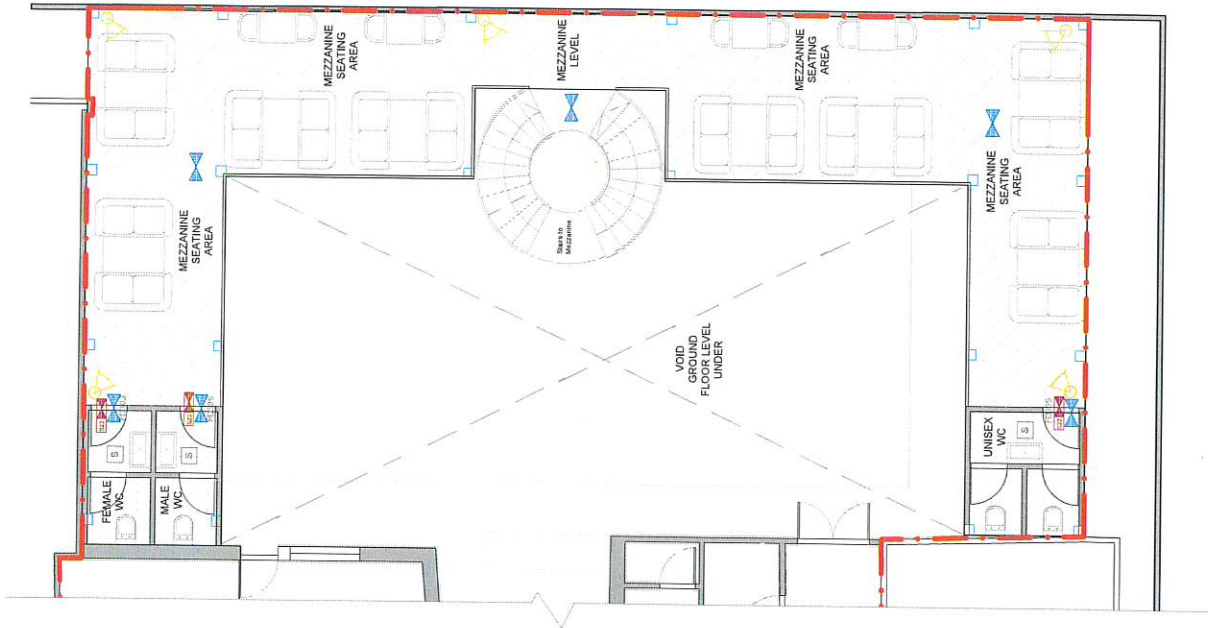 MEZZANINE
SEATING
AREA
MEZZANINE
LEVEL
MEZZANINE
SEATING
AREA
MEZZANINE
SEATING
AREA
MEZZANINE
SEATING
AREA
Stairs to
Mezzanine
VOID
GROUND
FLOOR LEVEL
UNDER
FEMALE
WC
MALE
WC
UNISEX
WC
S
S
S